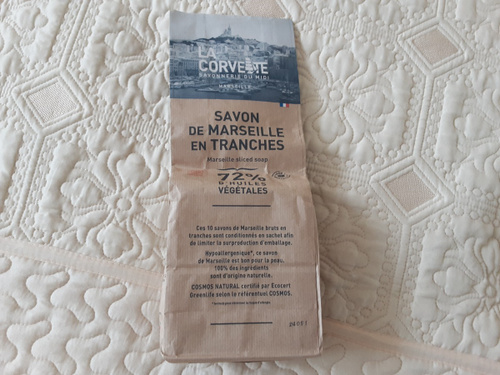 LA
CORVETTE
SAVONNERIE DU MIDI
MARSEILLE
SAVON
DE MARSEILLE
EN TRANCHES
Marseille sliced soap
72%
D'HUILES
VÉGÉTALES
Ces 10 savons de Marseille bruts en
tranches sont conditionnés en sachet afin
de limiter la surproduction d'emballage.
Hypoallergénique*, ce savon
de Marseille est bon pour la peau,
100% des ingrédients
sont d'origine naturelle.
COSMOS NATURAL certifié par Ecocert
Greenlife selon le référentiel COSMOS.